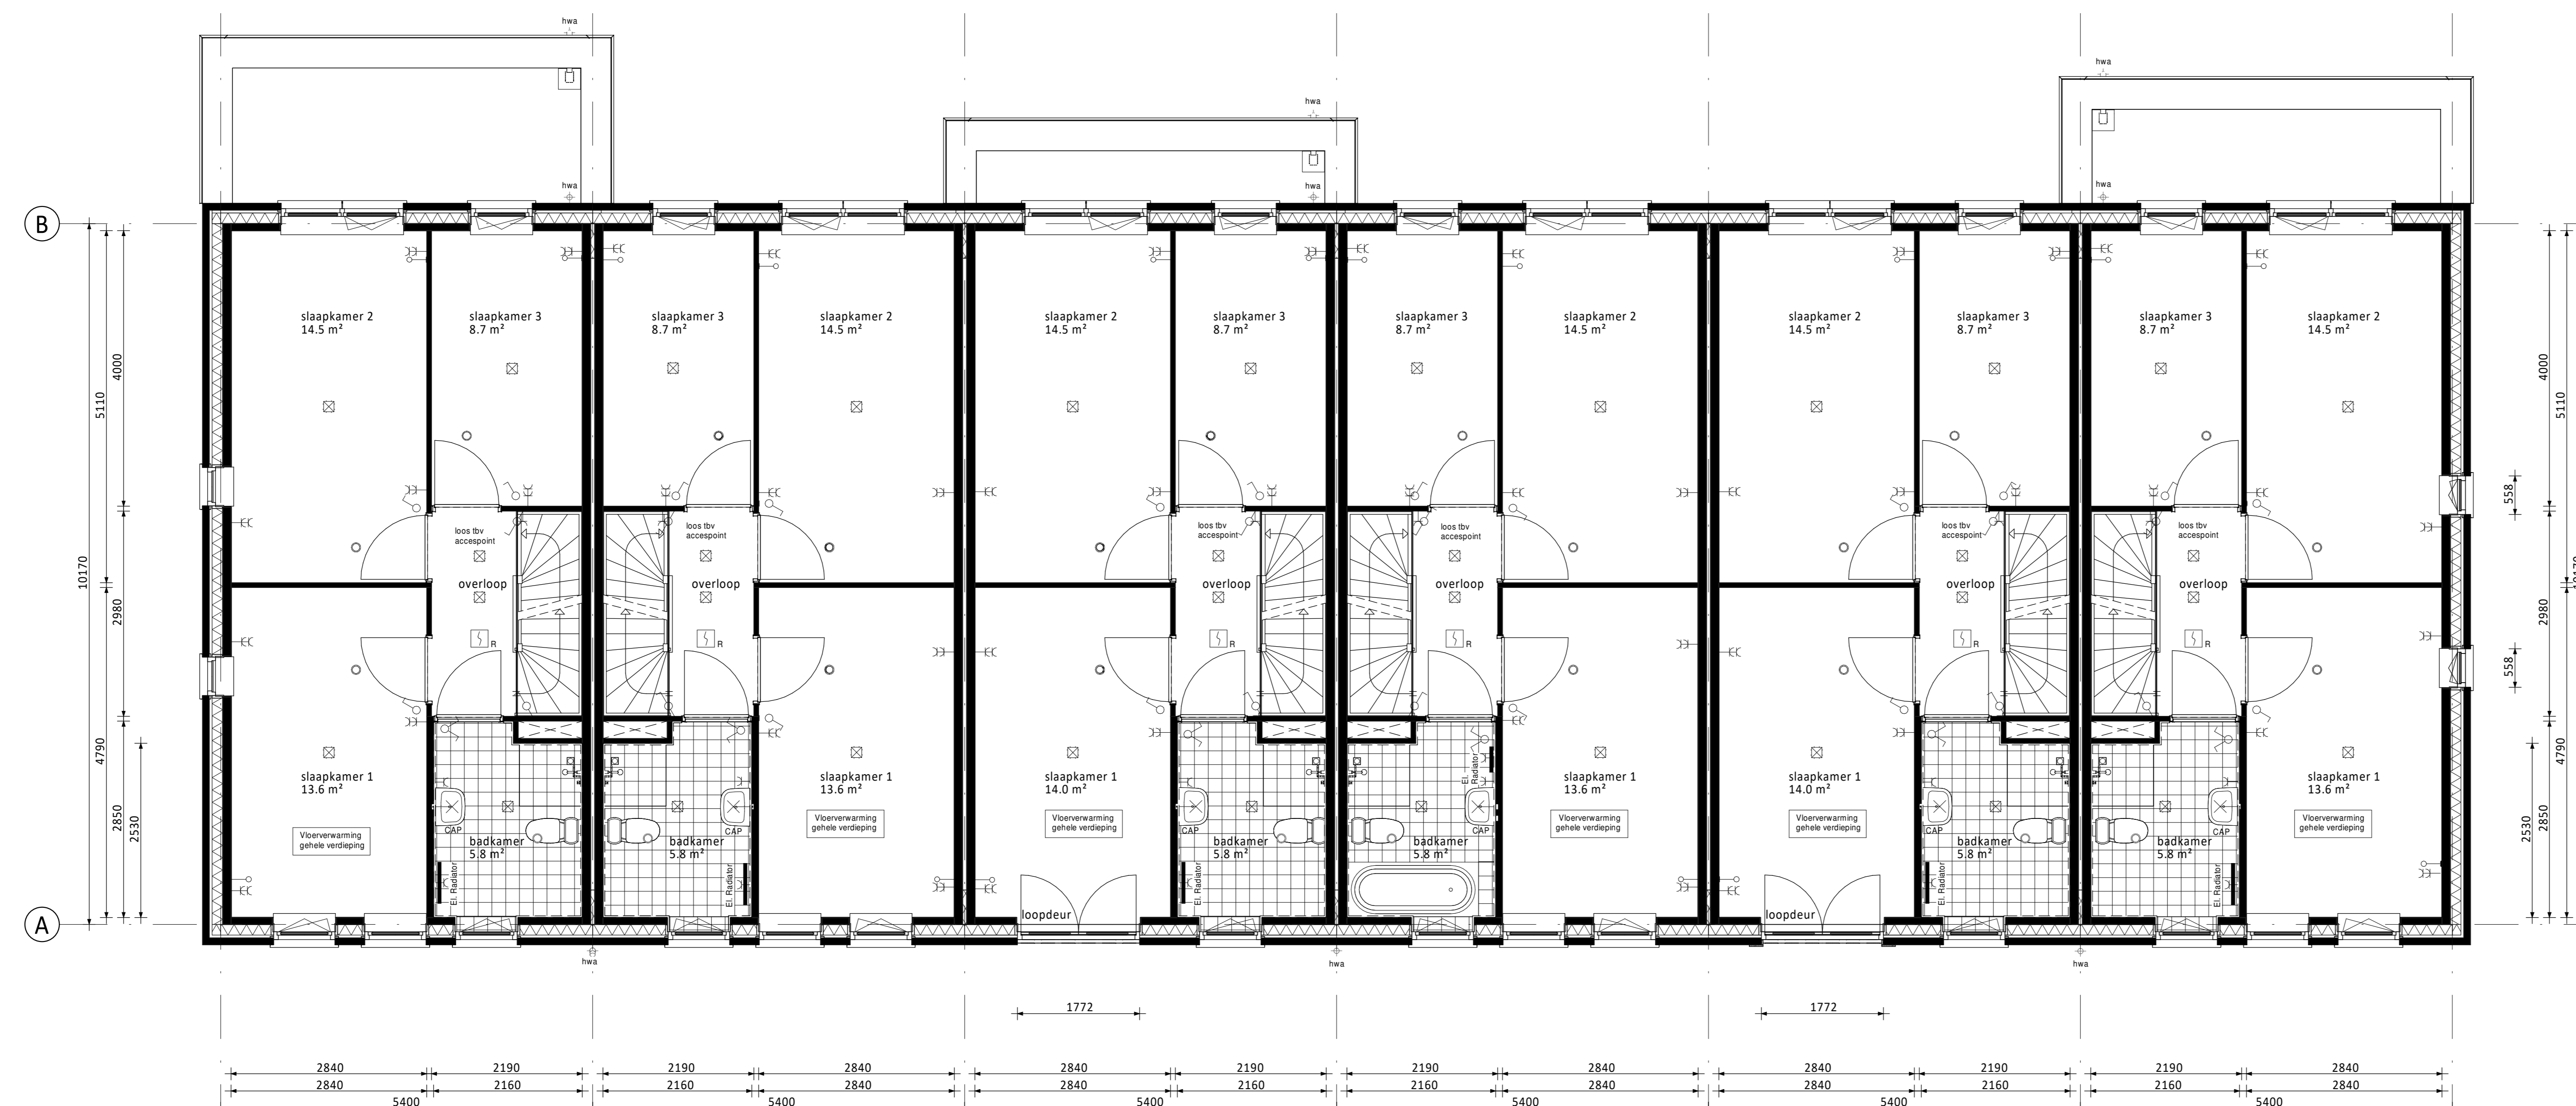 hwa
hwa
hwa
hwa
hwa
hwa
B
A
10170
5110
4790
4000
2980
2850
2530
slaapkamer 2
14.5 m²
slaapkamer 3
8.7 m²
slaapkamer 3
8.7 m²
slaapkamer 2
14.5 m²
slaapkamer 2
14.5 m²
slaapkamer 3
8.7 m²
slaapkamer 3
8.7 m²
slaapkamer 2
14.5 m²
slaapkamer 2
14.5 m²
slaapkamer 3
8.7 m²
slaapkamer 3
8.7 m²
slaapkamer 2
14.5 m²
4000
5110
558
2980
558
4790
2850
2530
loos tbv
accespoint
loos tbv
accespoint
loos tbv
accespoint
loos tbv
accespoint
loos tbv
accespoint
loos tbv
accespoint
overloop
overloop
overloop
overloop
overloop
overloop
R
R
R
R
R
R
slaapkamer 1
13.6 m²
Vloerverwarming
gehele verdieping
CAP
badkamer
5.8 m²
El. Radiator
CAP
badkamer
5.8 m²
El. Radiator
slaapkamer 1
13.6 m²
Vloerverwarming
gehele verdieping
slaapkamer 1
14.0 m²
Vloerverwarming
gehele verdieping
loopdeur
CAP
badkamer
5.8 m²
El. Radiator
El.
Radiator
CAP
badkamer
5.8 m²
slaapkamer 1
13.6 m²
Vloerverwarming
gehele verdieping
slaapkamer 1
14.0 m²
Vloerverwarming
gehele verdieping
loopdeur
CAP
badkamer
5.8 m²
El. Radiator
CAP
badkamer
5.8 m²
El. Radiator
slaapkamer 1
13.6 m²
Vloerverwarming
gehele verdieping
hwa
hwa
hwa
1772
1772
2840 2190 2190 2840 2840 2190 2190 2840 2840 2190 2190 2840
2840 2160 2160 2840 2840 2160 2160 2840 2840 2160 2160 2840
5400 5400 5400 5400 5400 5400